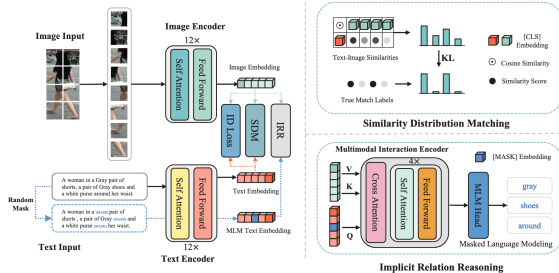 Image Encoder
Image Input
12×
Self Attention
Feed Forward
Image Embedding
ID Loss
SDM
IRR
A woman in a Gray pair of
shorts, a pair of Gray shoes and
a white purse around her waist.
Random
Mask
A woman in a [MASK] pair of
shorts , a pair of Gray [MASK] and
a white purse [MASK] her waist.
Text Input
Self Attention
Feed Forward
12×
Text Encoder
Text Embedding
MLM Text Embedding
Text-Image Similarities
True Match Labels
KL
[CLS]
Embedding
Cosine Similarity
Similarity Score
Similarity Distribution Matching
Multimodal Interaction Encoder
[MASK] Embedding
4×
V
K
Q
Cross Attention
Self Attention
Feed Forward
MLM Head
gray
shoes
around
Masked Language Modeling
Implicit Relation Reasoning